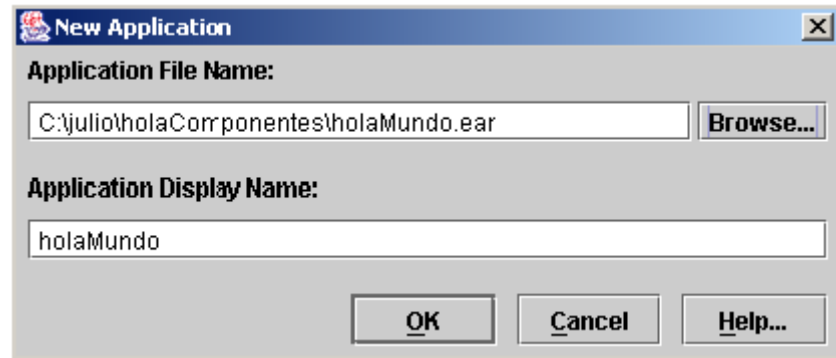 New Application
Application File Name:
C:\julio\holaComponentes\holaMundo.ear
Browse...
Application Display Name:
holaMundo
OK
Cancel
Help...